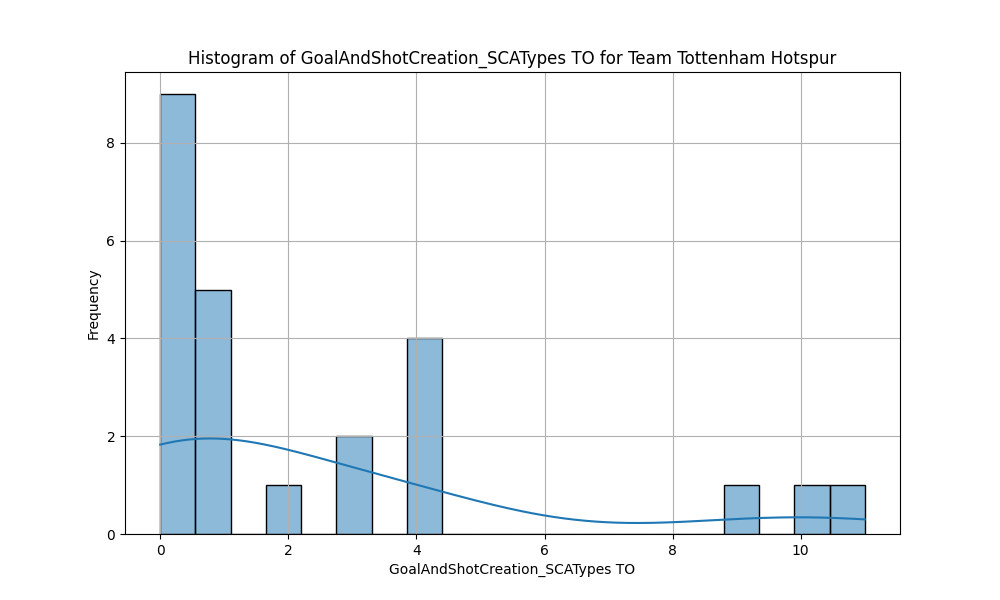 Histogram of GoalAndShotCreation_SCATypes TO for Team Tottenham Hotspur
8
6
4
2
0
Frequency
0 2 4 6 8 10
GoalAndShotCreation_SCATypes TO